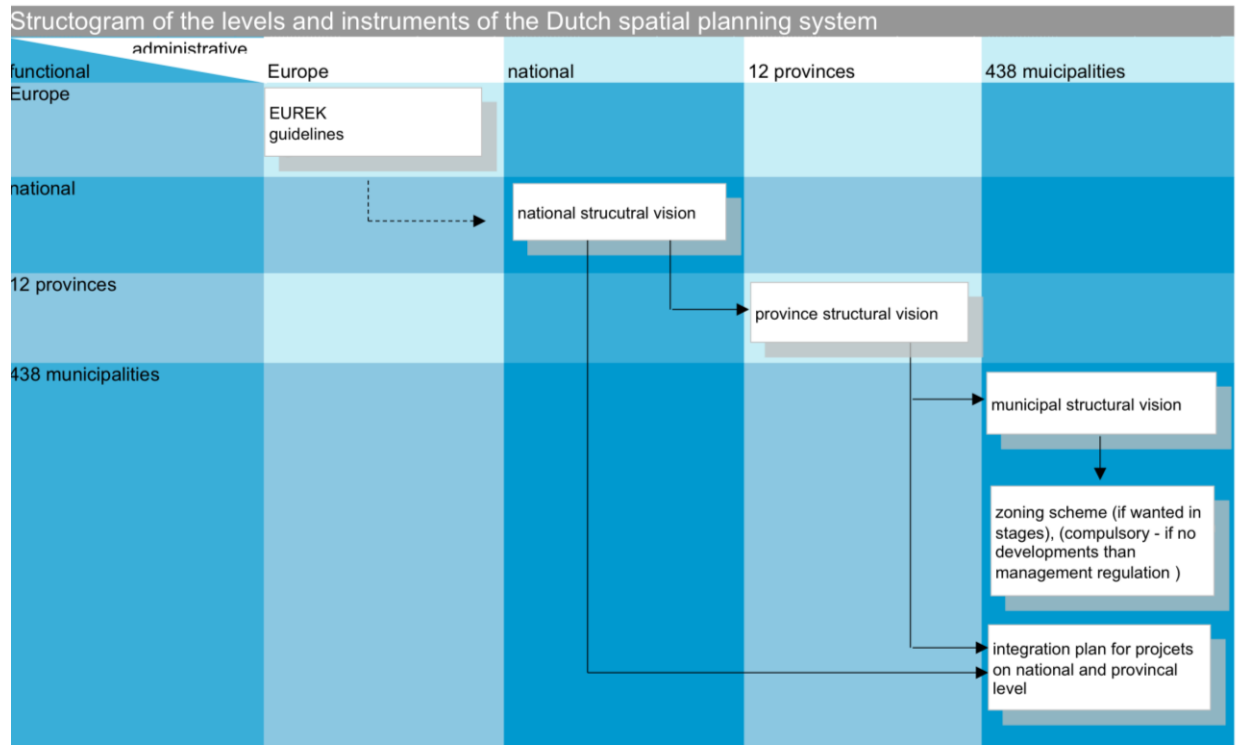 Structogram of the levels and instruments of the Dutch spatial planning system
administrative
functional
Europe
national
12 provinces
438 muicipalities
Europe
EUREK
guidelines
national
national strucutral vision
12 provinces
province structural vision
438 municipalities
municipal structural vision
zoning scheme (if wanted in
stages), (compulsory - if no
developments than
management regulation )
integration plan for projcets
on national and provincal
level